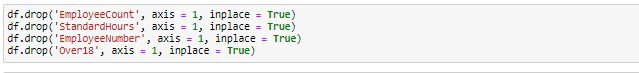 df.drop('EmployeeCount', axis = 1, inplace = True)
df.drop('StandardHours', axis = 1, inplace = True)
df.drop('EmployeeNumber', axis = 1, inplace = True)
df.drop('Over18', axis = 1, inplace = True)